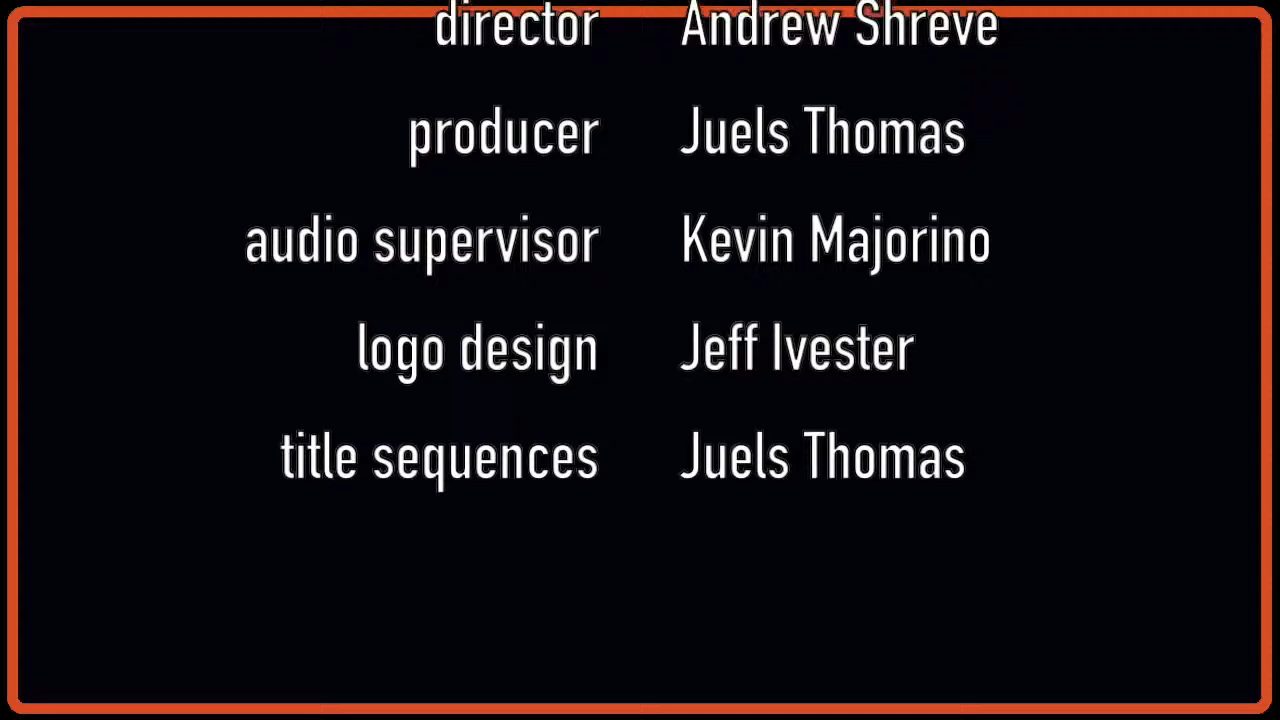 director Andrew Shreve
producer Juels Thomas
audio supervisor Kevin Majorino
logo design Jeff Ivester
title sequences Juels Thomas